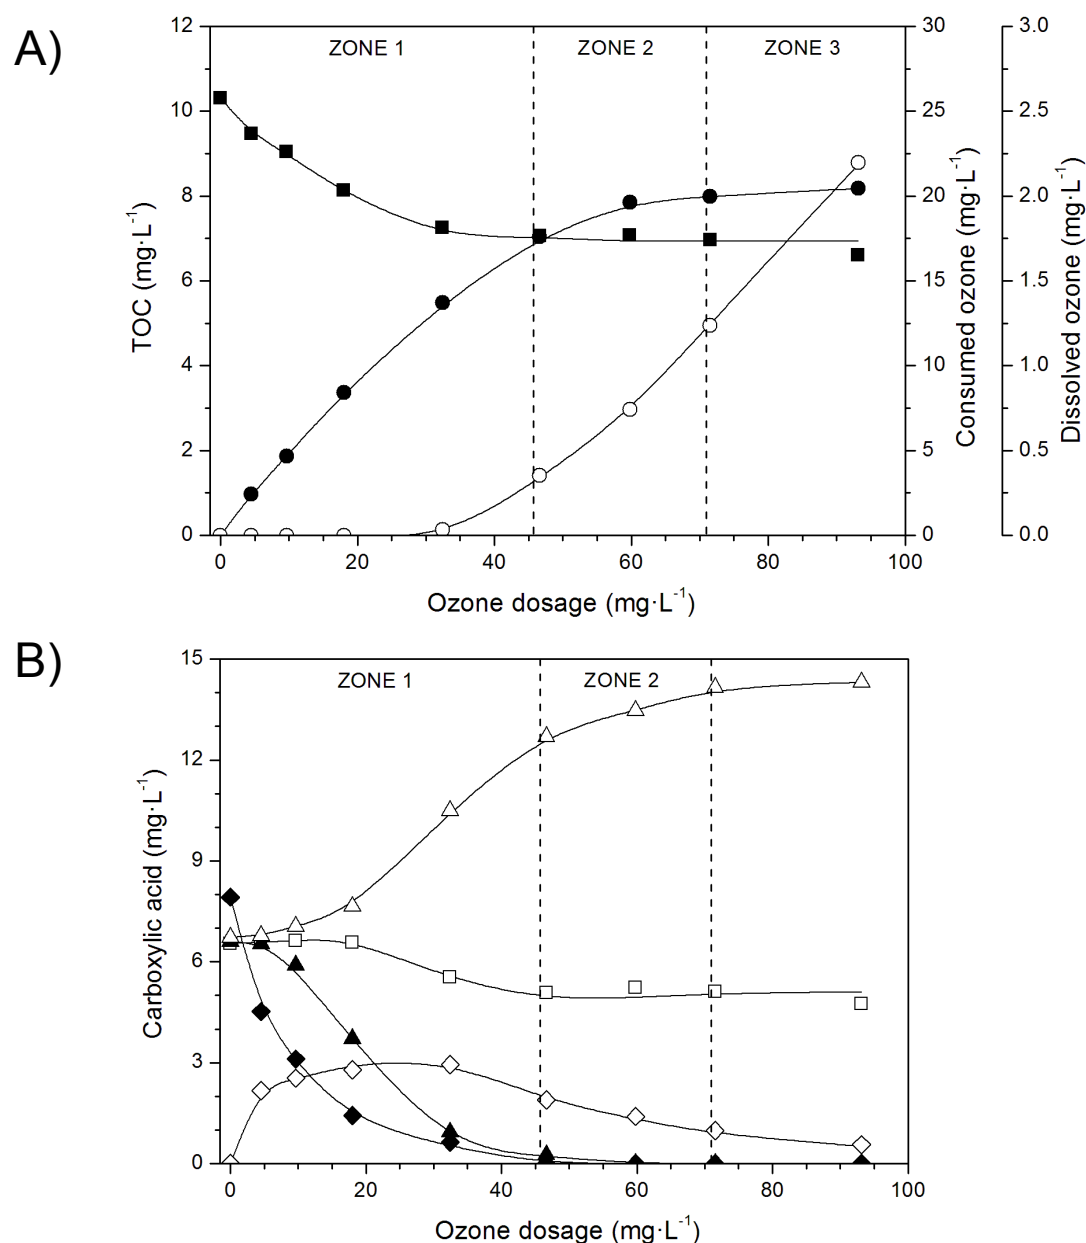 A)
ZONE 1
ZONE 2
ZONE 3
12
10
8
6
4
2
0
TOC (mg·L⁻¹)
30
25
20
15
10
5
0
Consumed ozone (mg·L⁻¹)
3.0
2.5
2.0
1.5
1.0
0.5
0.0
Dissolved ozone (mg·L⁻¹)
0 20 40 60 80 100
Ozone dosage (mg·L⁻¹)
B)
ZONE 1
ZONE 2
15
12
9
6
3
0
Carboxylic acid (mg·L⁻¹)
0 20 40 60 80 100
Ozone dosage (mg·L⁻¹)